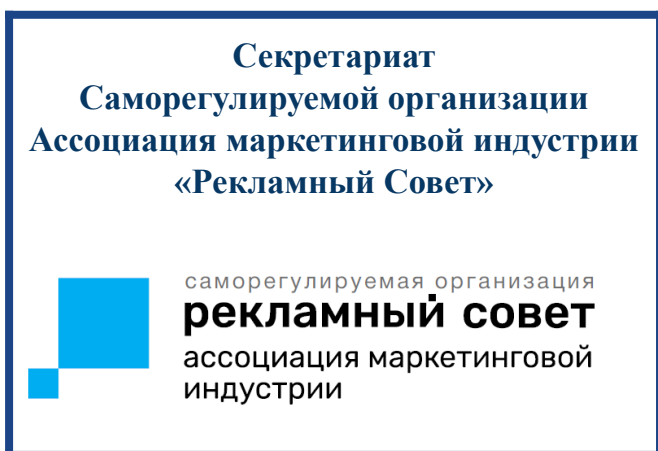 Секретариат
Саморегулируемой организации
Ассоциация маркетинговой индустрии
«Рекламный Совет»
саморегулируемая организация
рекламный совет
ассоциация маркетинговой
индустрии